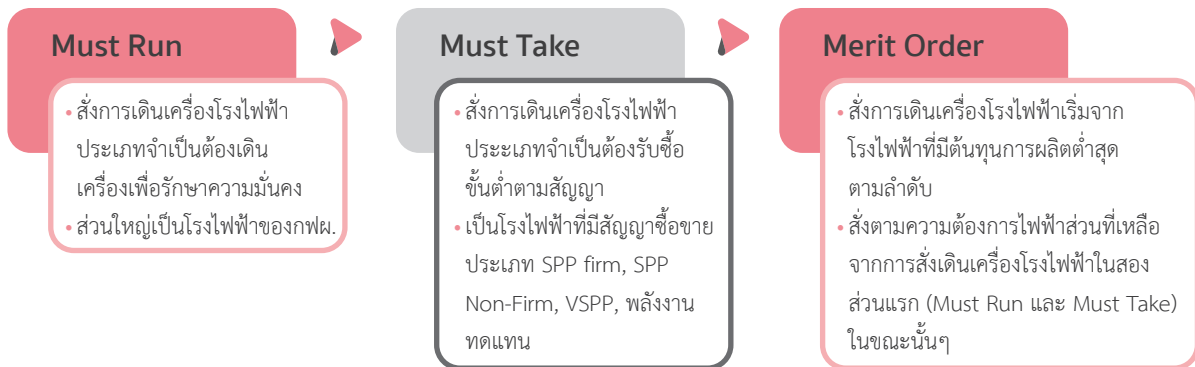 Must Run
• สั่งการเดินเครื่องโรงไฟฟ้า
ประเภทจำเป็นต้องเดิน
เครื่องเพื่อรักษาความมั่นคง
• ส่วนใหญ่เป็นโรงไฟฟ้าของกฟผ.
Must Take
• สั่งการเดินเครื่องโรงไฟฟ้า
ประะเภทจำเป็นต้องรับซื้อ
ขั้นต่ำตามสัญญา
• เป็นโรงไฟฟ้าที่มีสัญญาซื้อขาย
ประเภท SPP firm, SPP
Non-Firm, VSPP, พลังงาน
ทดแทน
Merit Order
• สั่งการเดินเครื่องโรงไฟฟ้าเริ่มจาก
โรงไฟฟ้าที่มีต้นทุนการผลิตต่ำสุด
ตามลำดับ
• สั่งตามความต้องการไฟฟ้าส่วนที่เหลือ
จากการสั่งเดินเครื่องโรงไฟฟ้าในสอง
ส่วนแรก (Must Run และ Must Take)
ในขณะนั้นๆ